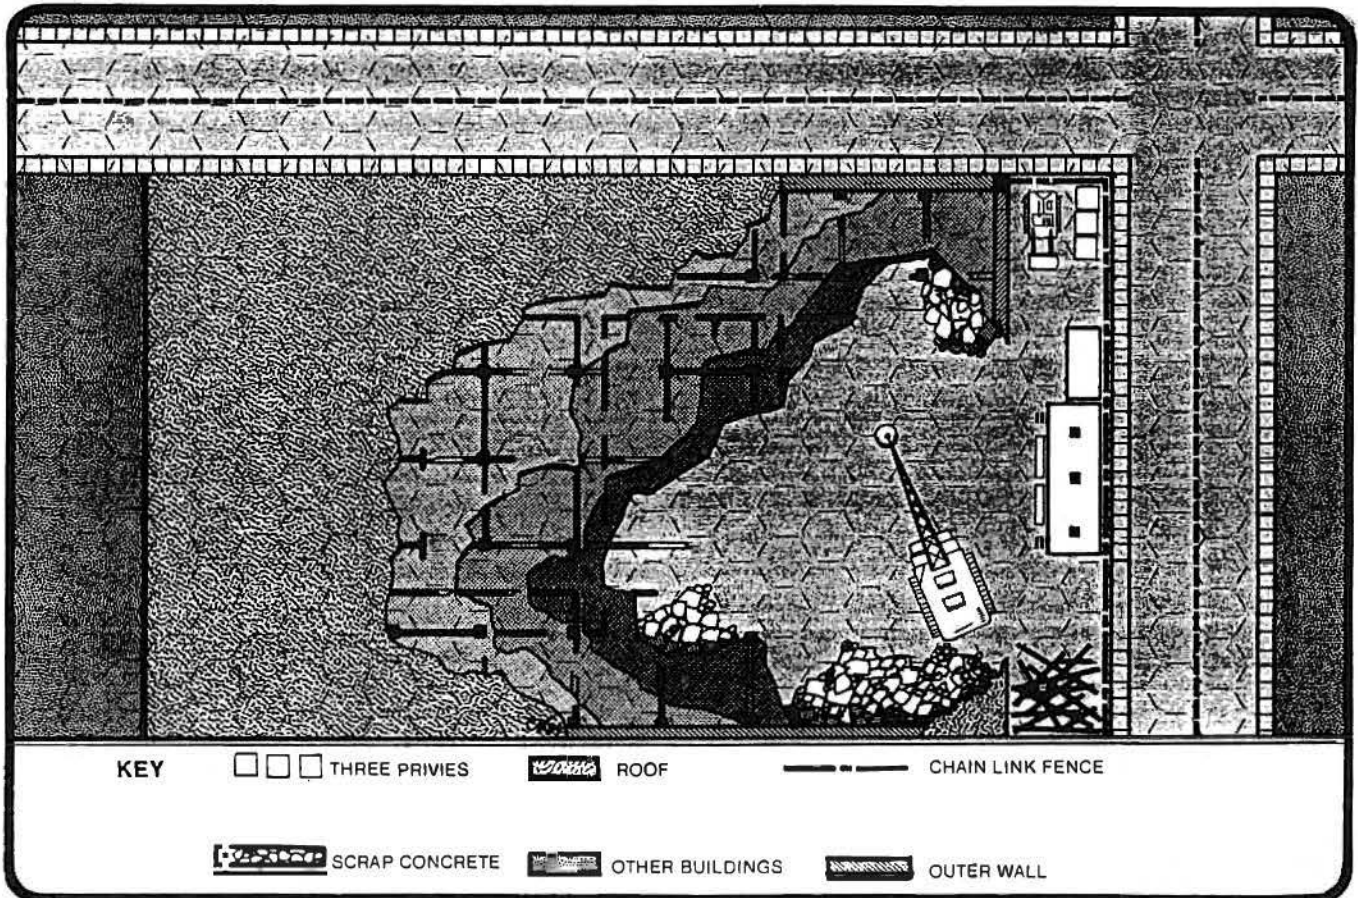 KEY
THREE PRIVIES
ROOF
CHAIN LINK FENCE
SCRAP CONCRETE
OTHER BUILDINGS
OUTER WALL